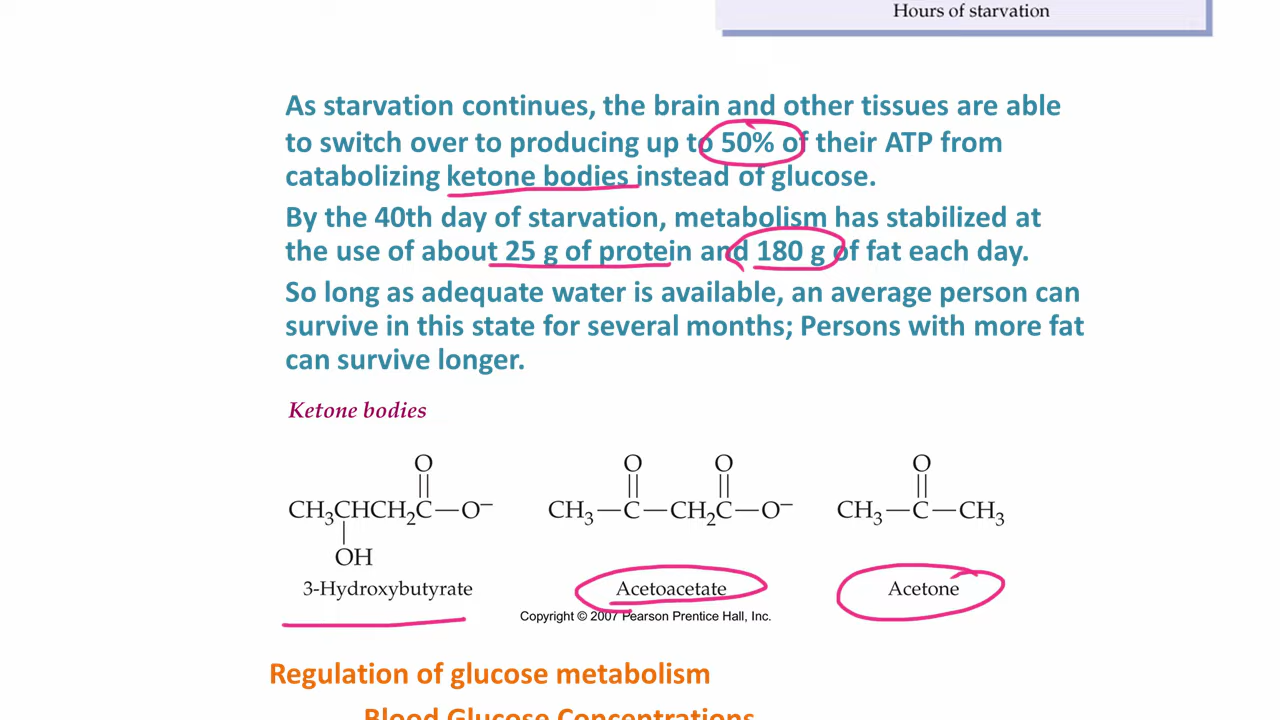 Hours of starvation
As starvation continues, the brain and other tissues are able
to switch over to producing up to 50% of their ATP from
catabolizing ketone bodies instead of glucose.
By the 40th day of starvation, metabolism has stabilized at
the use of about 25 g of protein and 180 g of fat each day.
So long as adequate water is available, an average person can
survive in this state for several months; Persons with more fat
can survive longer.
Ketone bodies
O O O O
CH₃CHCH₂C—O⁻ CH₃—C—CH₂C—O⁻ CH₃—C—CH₃
OH
3-Hydroxybutyrate Acetoacetate Acetone
Copyright © 2007 Pearson Prentice Hall, Inc.
Regulation of glucose metabolism
Blood Glucose Concentrations